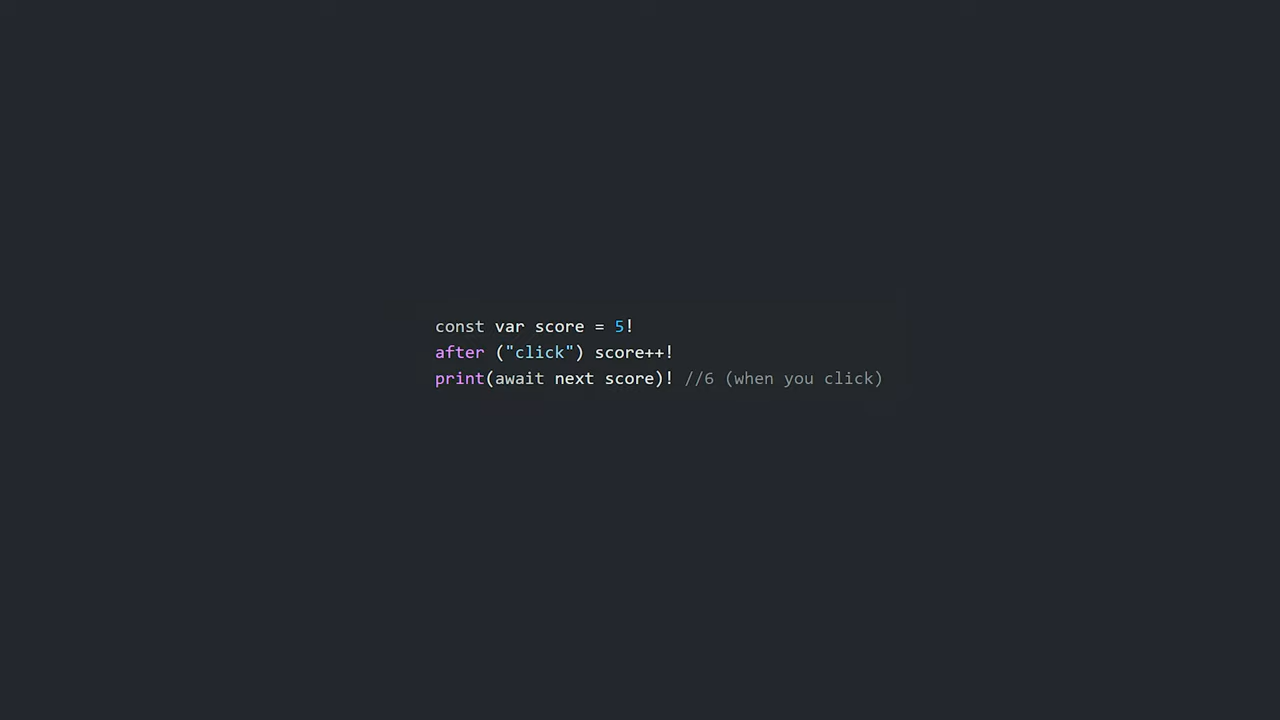 const var score = 5!
after ("click") score++!
print(await next score)! //6 (when you click)